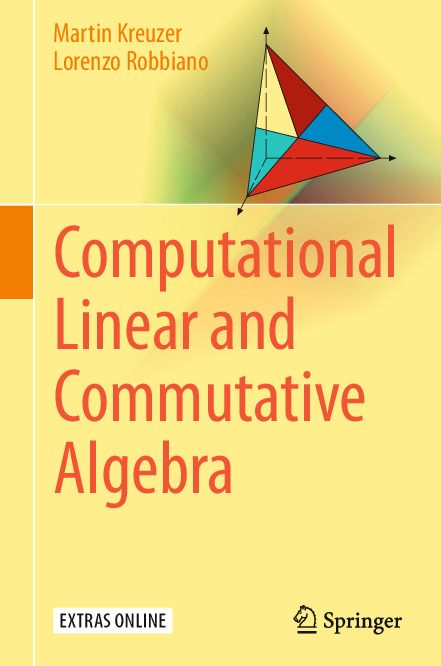 Martin Kreuzer
Lorenzo Robbiano
Computational
Linear and
Commutative
Algebra
EXTRAS ONLINE
Springer